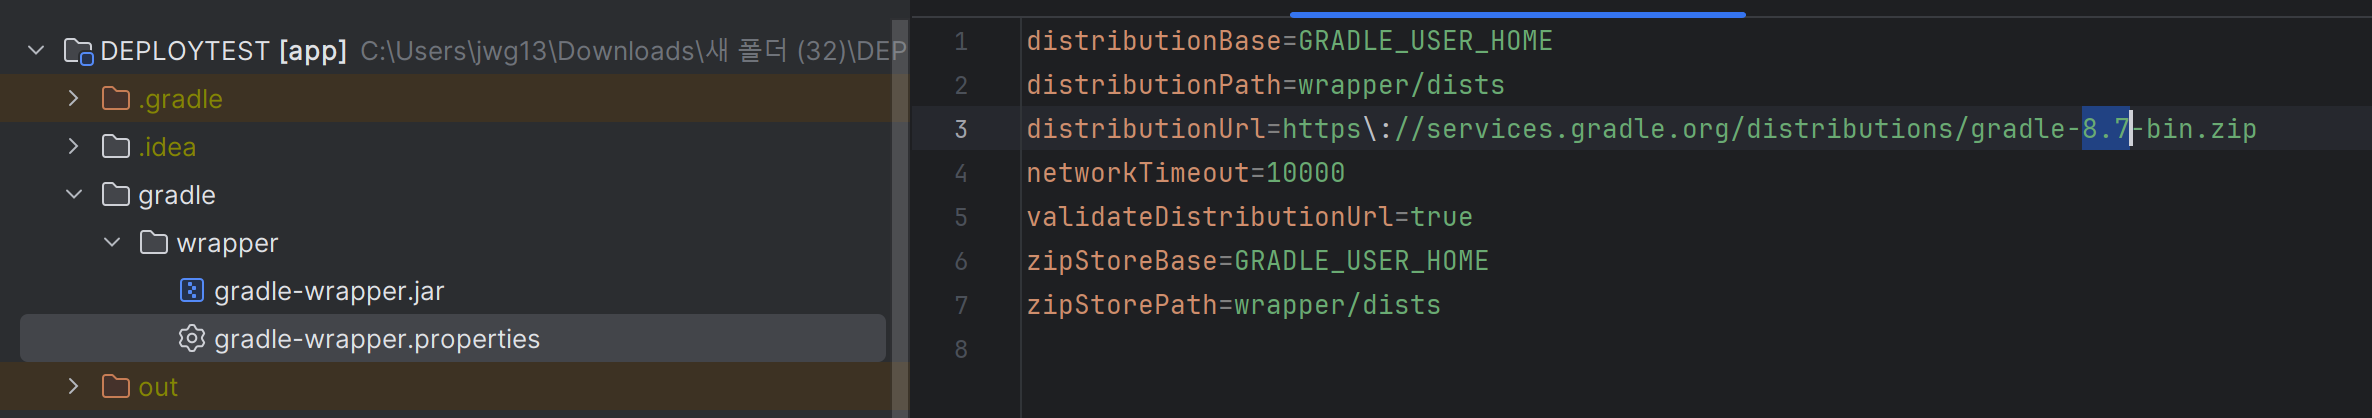 DEPLOYTEST [app] C:\Users\jwg13\Downloads\새 폴더 (32)\DEP
.gradle
.idea
gradle
wrapper
gradle-wrapper.jar
gradle-wrapper.properties
out
1 distributionBase=GRADLE_USER_HOME
2 distributionPath=wrapper/dists
3 distributionUrl=https\://services.gradle.org/distributions/gradle-8.7-bin.zip
4 networkTimeout=10000
5 validateDistributionUrl=true
6 zipStoreBase=GRADLE_USER_HOME
7 zipStorePath=wrapper/dists
8